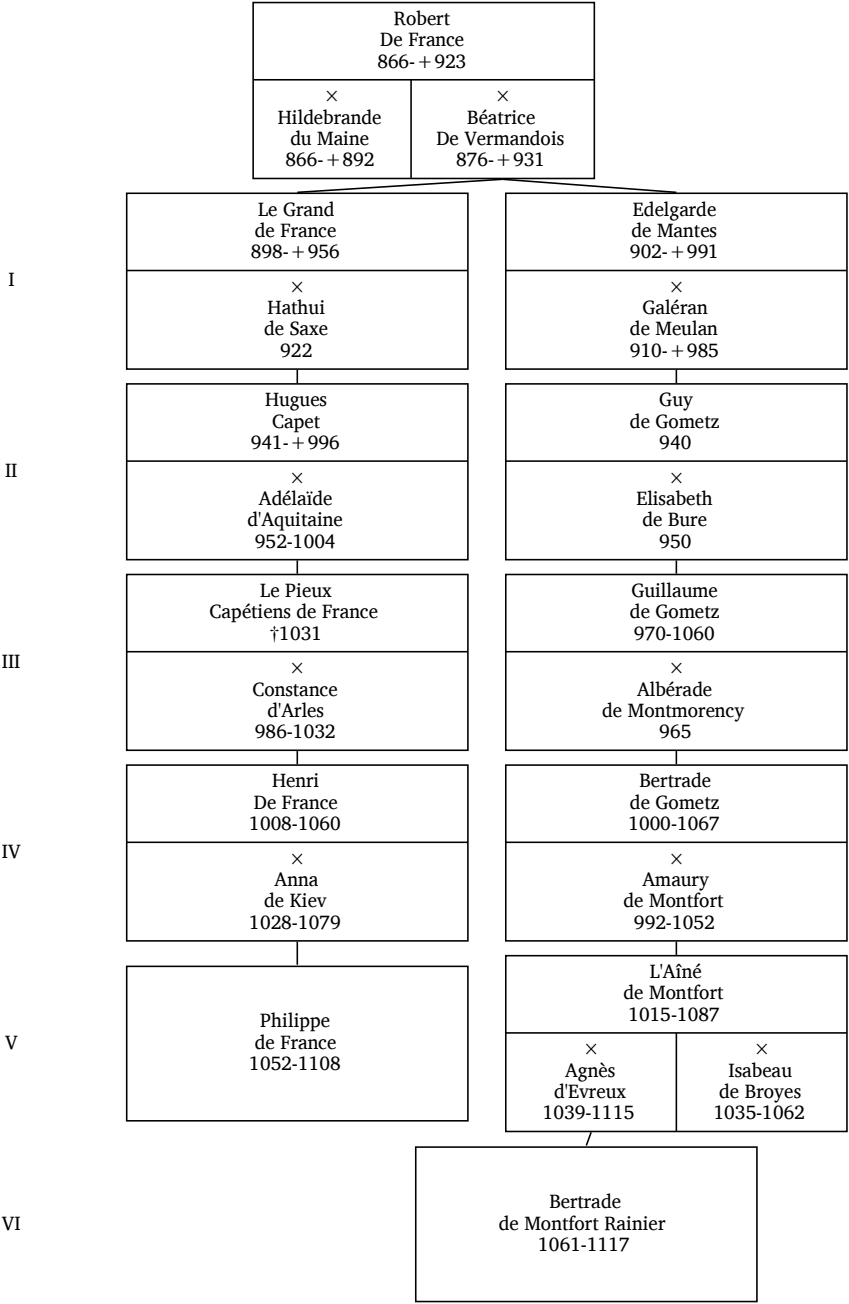 Robert
De France
866-+923
×
Hildebrande
du Maine
866-+892
×
Béatrice
De Vermandois
876-+931
I
Le Grand
de France
898-+956
×
Hathui
de Saxe
922
Edelgarde
de Mantes
902-+991
×
Galéran
de Meulan
910-+985
II
Hugues
Capet
941-+996
×
Adélaïde
d'Aquitaine
952-1004
Guy
de Gometz
940
×
Elisabeth
de Bure
950
III
Le Pieux
Capétiens de France
†1031
×
Constance
d'Arles
986-1032
Guillaume
de Gometz
970-1060
×
Albérade
de Montmorency
965
IV
Henri
De France
1008-1060
×
Anna
de Kiev
1028-1079
Bertrade
de Gometz
1000-1067
×
Amaury
de Montfort
992-1052
V
Philippe
de France
1052-1108
L'Aîné
de Montfort
1015-1087
×
Agnès
d'Evreux
1039-1115
×
Isabeau
de Broyes
1035-1062
VI
Bertrade
de Montfort Rainier
1061-1117